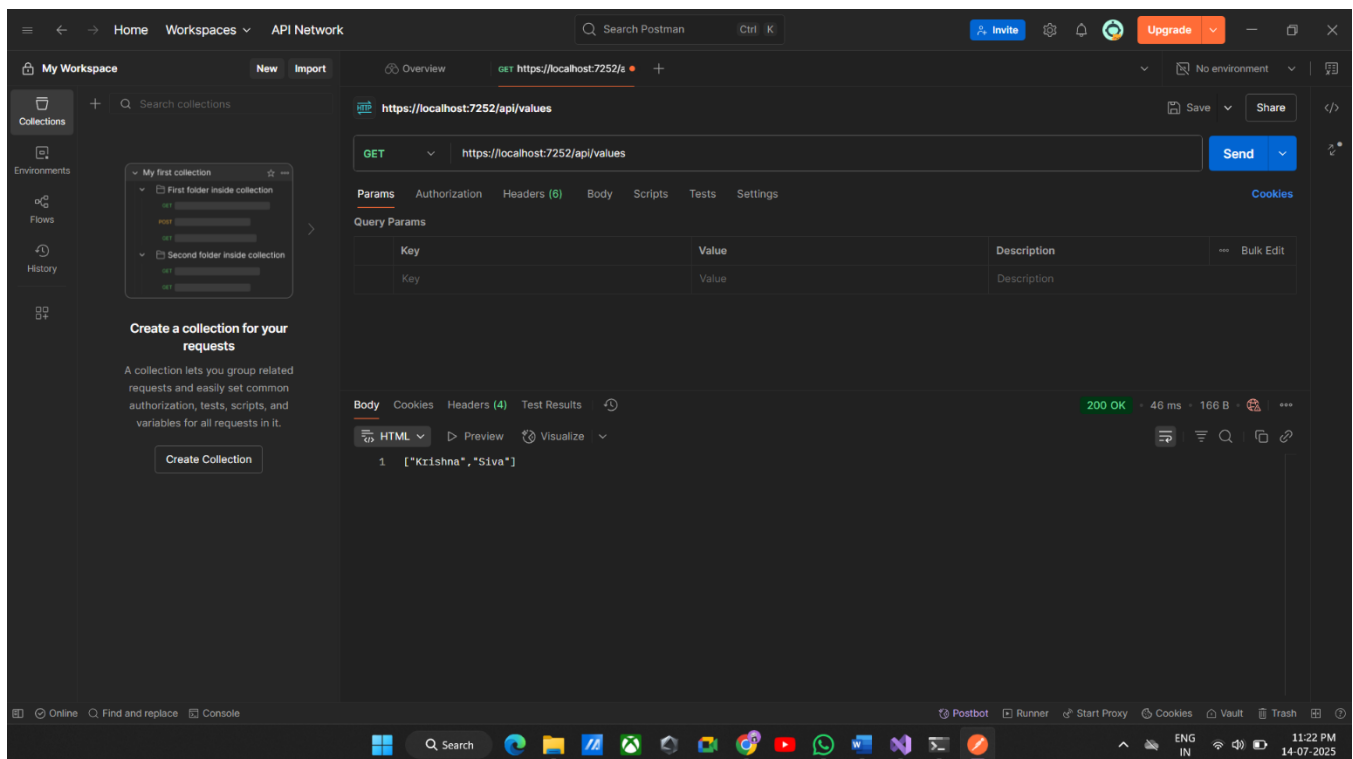 Home Workspaces API Network Search Postman Ctrl K Invite Upgrade
My Workspace New Import Overview GET https://localhost:7252/a No environment
Collections Search collections https://localhost:7252/api/values Save Share
Environments
Flows
History
My first collection
First folder inside collection
GET
POST
GET
Second folder inside collection
GET
GET
Create a collection for your
requests
A collection lets you group related
requests and easily set common
authorization, tests, scripts, and
variables for all requests in it.
Create Collection
HTTP
GET https://localhost:7252/api/values Send
Params Authorization Headers (6) Body Scripts Tests Settings Cookies
Query Params
Key Value Description Bulk Edit
Key Value Description
Body Cookies Headers (4) Test Results 200 OK 46 ms 166 B
HTML Preview Visualize
1 ["Krishna","Siva"]
Online Find and replace Console Postbot Runner Start Proxy Cookies Vault Trash
Search ENG 11:22 PM
IN 14-07-2025